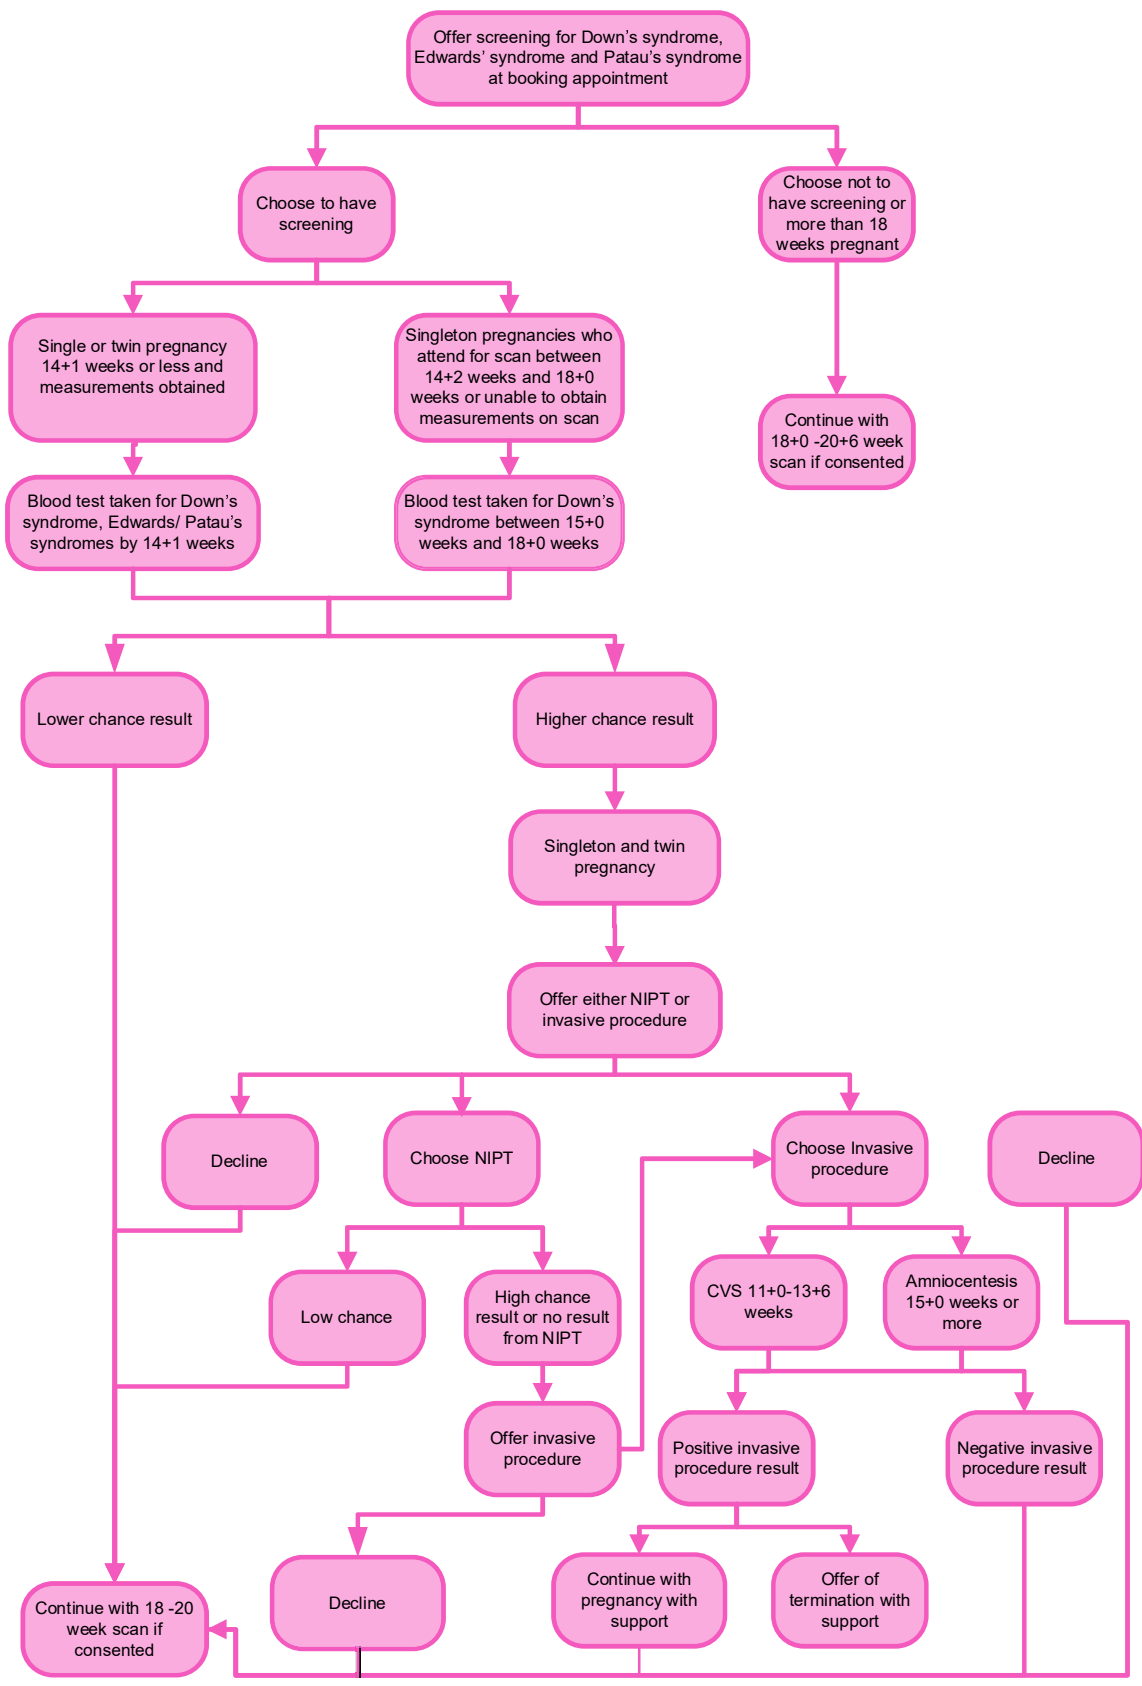 Offer screening for Down’s syndrome,
Edwards’ syndrome and Patau’s syndrome
at booking appointment
Choose to have
screening
Choose not to
have screening or
more than 18
weeks pregnant
Single or twin pregnancy
14+1 weeks or less and
measurements obtained
Singleton pregnancies who
attend for scan between
14+2 weeks and 18+0
weeks or unable to obtain
measurements on scan
Continue with
18+0 -20+6 week
scan if consented
Blood test taken for Down’s
syndrome, Edwards/ Patau’s
syndromes by 14+1 weeks
Blood test taken for Down’s
syndrome between 15+0
weeks and 18+0 weeks
Lower chance result
Higher chance result
Singleton and twin
pregnancy
Offer either NIPT or
invasive procedure
Decline
Choose NIPT
Choose Invasive
procedure
Decline
Low chance
High chance
result or no result
from NIPT
CVS 11+0-13+6
weeks
Amniocentesis
15+0 weeks or
more
Offer invasive
procedure
Positive invasive
procedure result
Negative invasive
procedure result
Continue with 18 -20
week scan if
consented
Decline
Continue with
pregnancy with
support
Offer of
termination with
support